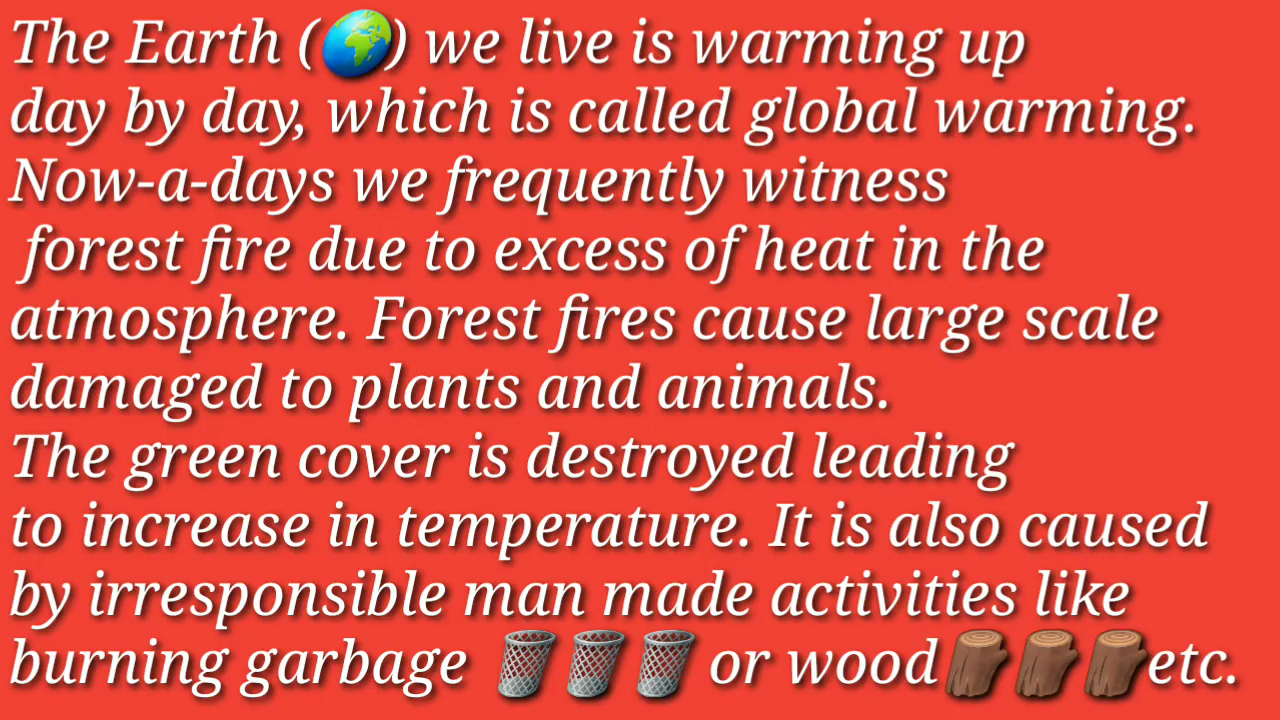 The Earth (🌍) we live is warming up
day by day, which is called global warming.
Now-a-days we frequently witness
forest fire due to excess of heat in the
atmosphere. Forest fires cause large scale
damaged to plants and animals.
The green cover is destroyed leading
to increase in temperature. It is also caused
by irresponsible man made activities like
burning garbage 🗑🗑🗑 or wood🪵🪵🪵etc.